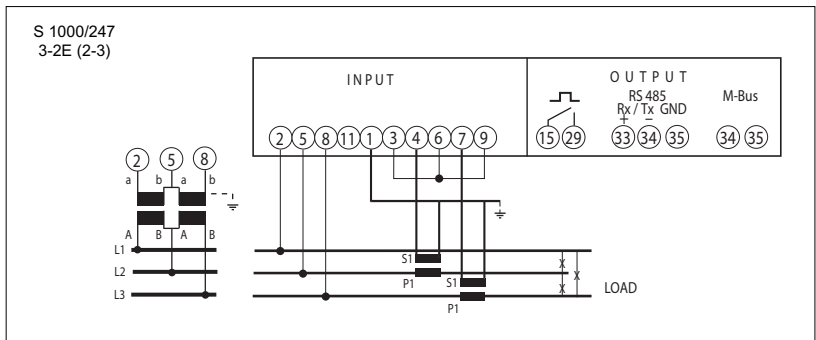 S 1000/247
3-2E (2-3)
INPUT
OUTPUT
RS 485
M-Bus
Rx / Tx GND
+ −
2 5 8 11 1 3 4 6 7 9
15 29
33 34 35
34 35
2 5 8
a b a b
A B A B
L1
L2
L3
S1
P1
S1
P1
LOAD